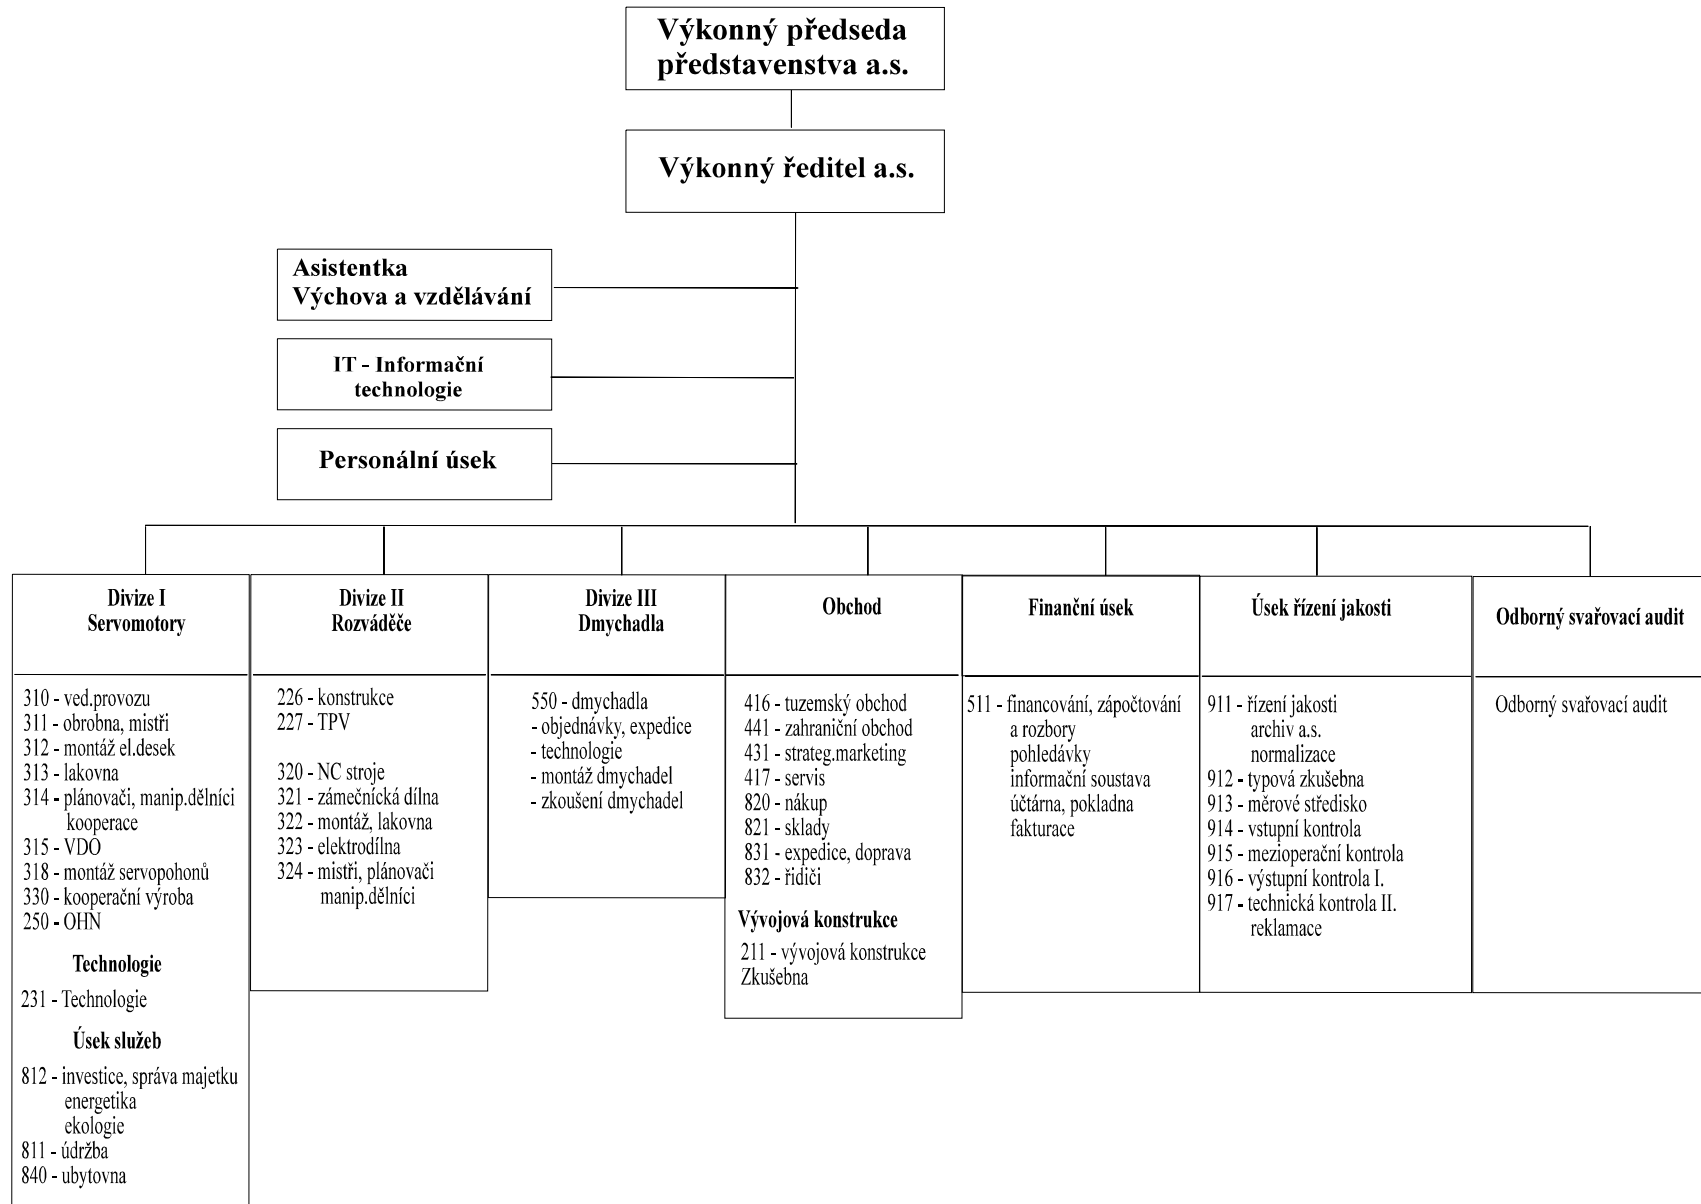 Výkonný předseda
představenstva a.s.
Výkonný ředitel a.s.
Asistentka
Výchova a vzdělávání
IT - Informační
technologie
Personální úsek
Divize I
Servomotory
310 - ved.provozu
311 - obrobna, mistři
312 - montáž el.desek
313 - lakovna
314 - plánovači, manip.dělníci
kooperace
315 - VDO
318 - montáž servopohonů
330 - kooperační výroba
250 - OHN
Technologie
231 - Technologie
Úsek služeb
812 - investice, správa majetku
energetika
ekologie
811 - údržba
840 - ubytovna
Divize II
Rozváděče
226 - konstrukce
227 - TPV
320 - NC stroje
321 - zámečnícká dílna
322 - montáž, lakovna
323 - elektrodílna
324 - mistři, plánovači
manip.dělníci
Divize III
Dmychadla
550 - dmychadla
- objednávky, expedice
- technologie
- montáž dmychadel
- zkoušení dmychadel
Obchod
416 - tuzemský obchod
441 - zahraniční obchod
431 - strateg.marketing
417 - servis
820 - nákup
821 - sklady
831 - expedice, doprava
832 - řidiči
Vývojová konstrukce
211 - vývojová konstrukce
Zkušebna
Finanční úsek
511 - financování, zápočtování
a rozbory
pohledávky
informační soustava
účtárna, pokladna
fakturace
Úsek řízení jakosti
911 - řízení jakosti
archiv a.s.
normalizace
912 - typová zkušebna
913 - měrové středisko
914 - vstupní kontrola
915 - mezioperační kontrola
916 - výstupní kontrola I.
917 - technická kontrola II.
reklamace
Odborný svařovací audit
Odborný svařovací audit